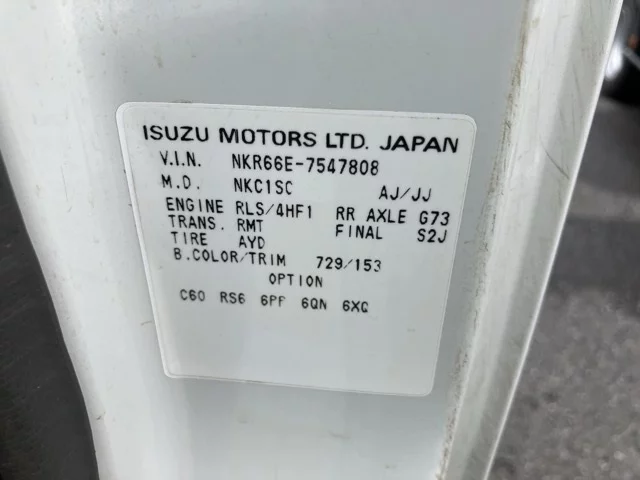 ISUZU MOTORS LTD. JAPAN
V.I.N. NKR66E-7547808
M.D. NKC1SC AJ/JJ
ENGINE RLS/4HF1 RR AXLE G73
TRANS. RMT FINAL S2J
TIRE AYD
B.COLOR/TRIM 729/153
OPTION
C60 RS6 6PF 6QN 6XG